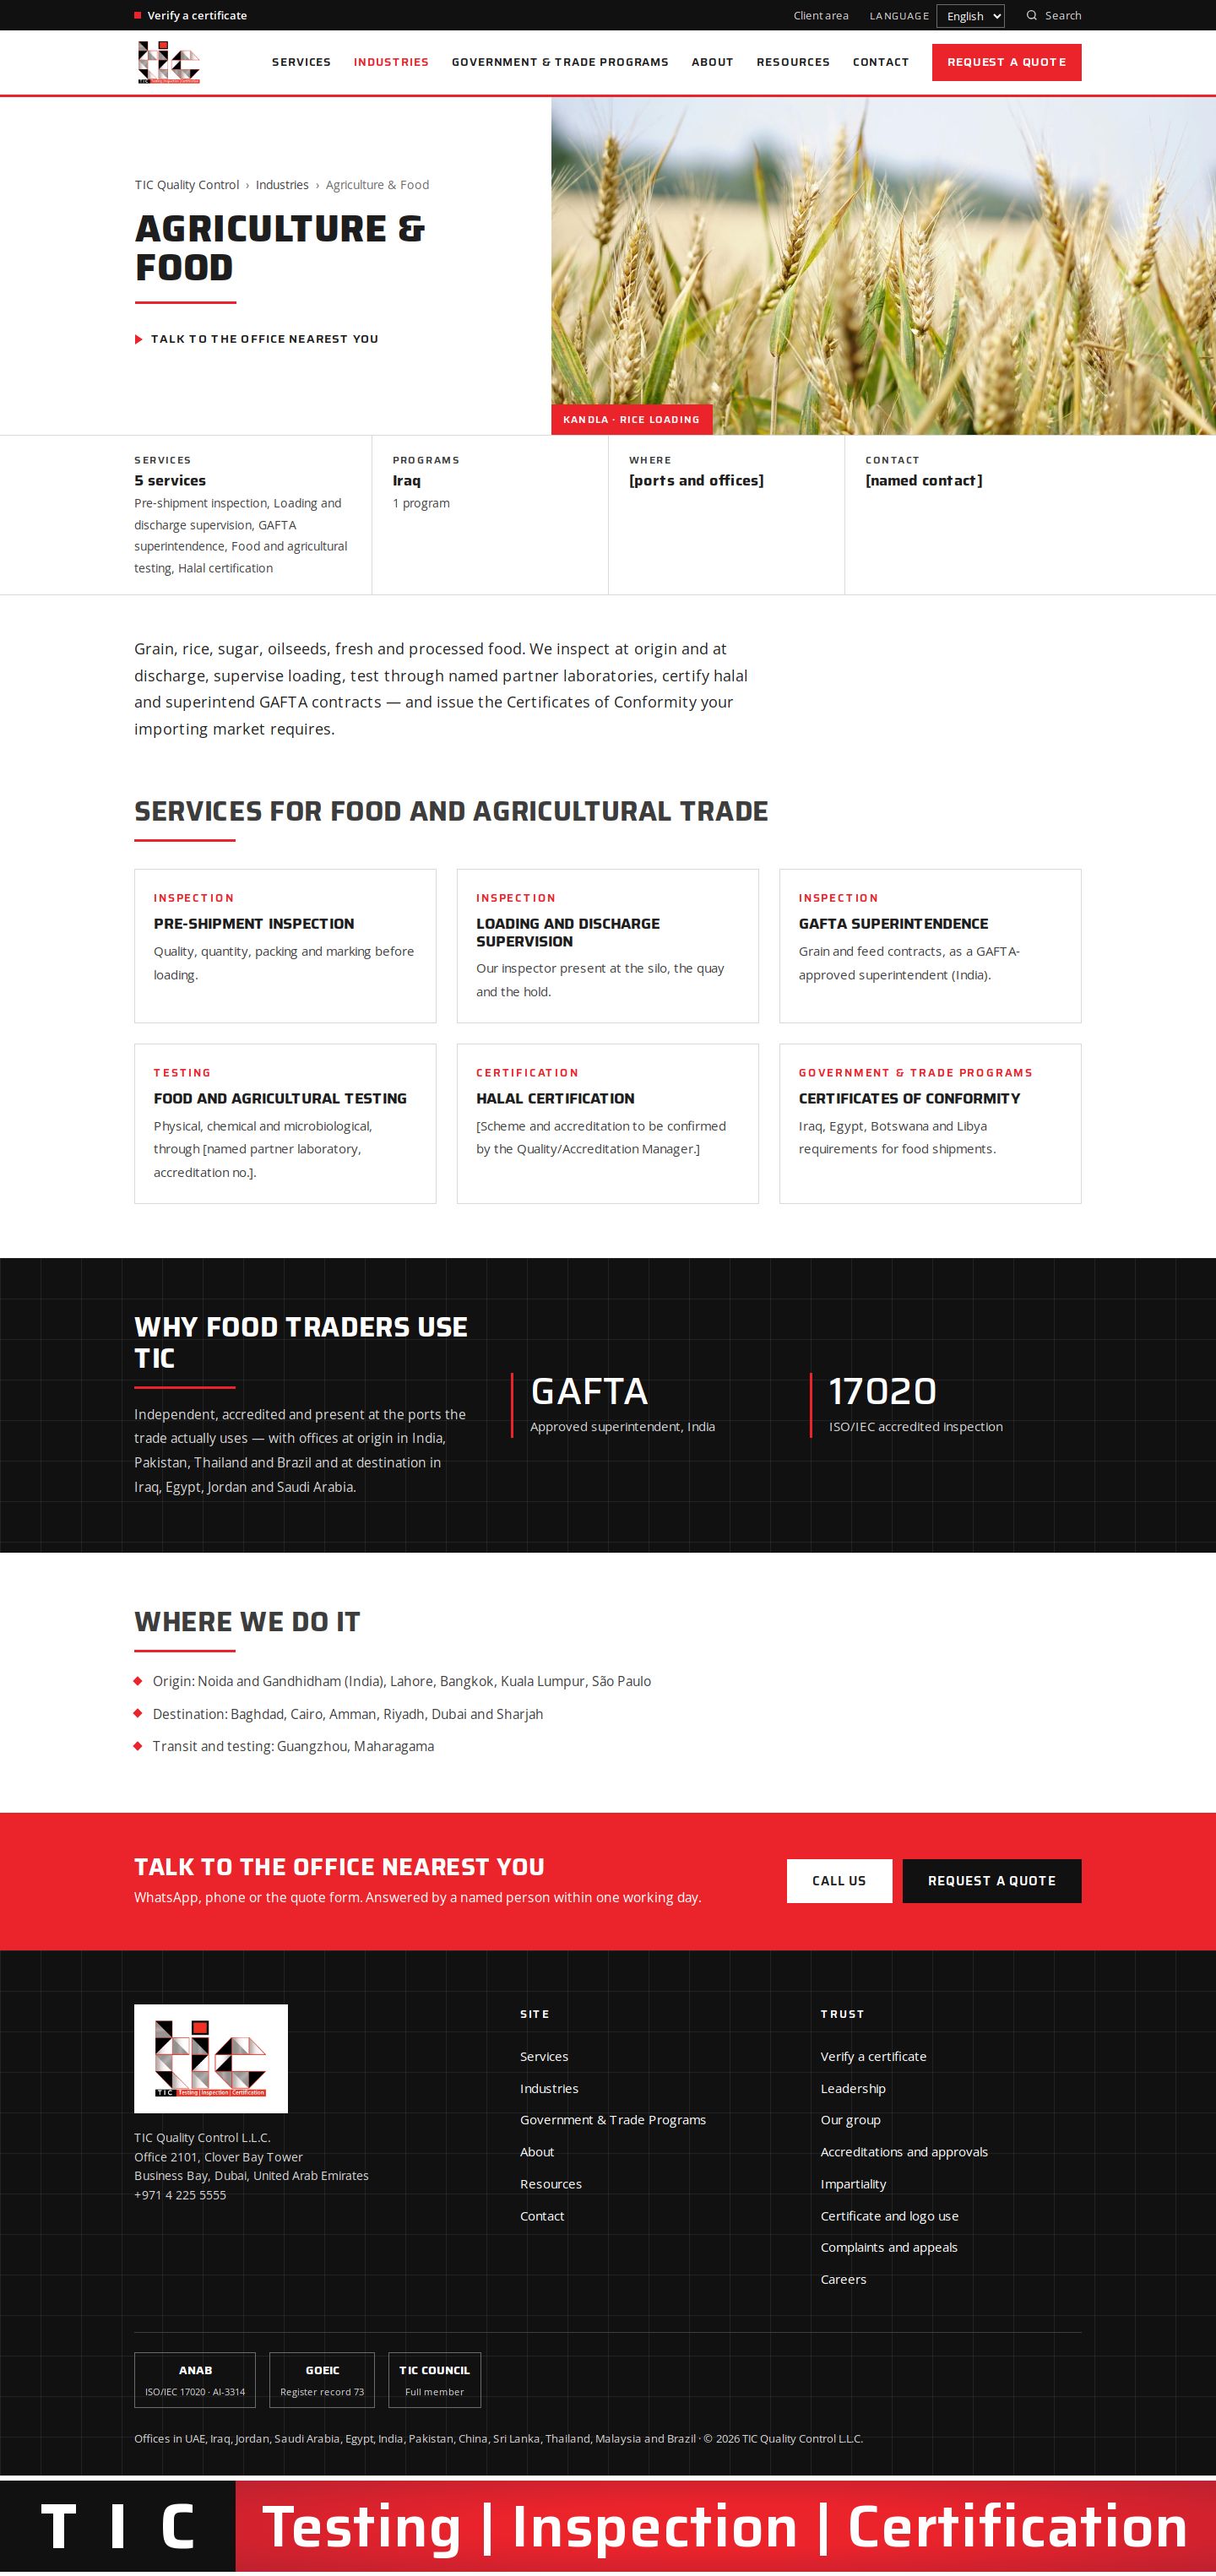 Verify a certificate
Client area LANGUAGE English Search
tic
TIC Testing | Inspection | Certification
SERVICES INDUSTRIES GOVERNMENT & TRADE PROGRAMS ABOUT RESOURCES CONTACT REQUEST A QUOTE
TIC Quality Control › Industries › Agriculture & Food
AGRICULTURE &
FOOD
TALK TO THE OFFICE NEAREST YOU
KANDLA · RICE LOADING
SERVICES
5 services
Pre-shipment inspection, Loading and
discharge supervision, GAFTA
superintendence, Food and agricultural
testing, Halal certification
PROGRAMS
Iraq
1 program
WHERE
[ports and offices]
CONTACT
[named contact]
Grain, rice, sugar, oilseeds, fresh and processed food. We inspect at origin and at
discharge, supervise loading, test through named partner laboratories, certify halal
and superintend GAFTA contracts — and issue the Certificates of Conformity your
importing market requires.
SERVICES FOR FOOD AND AGRICULTURAL TRADE
INSPECTION
PRE-SHIPMENT INSPECTION
Quality, quantity, packing and marking before
loading.
INSPECTION
LOADING AND DISCHARGE
SUPERVISION
Our inspector present at the silo, the quay
and the hold.
INSPECTION
GAFTA SUPERINTENDENCE
Grain and feed contracts, as a GAFTA-
approved superintendent (India).
TESTING
FOOD AND AGRICULTURAL TESTING
Physical, chemical and microbiological,
through [named partner laboratory,
accreditation no.].
CERTIFICATION
HALAL CERTIFICATION
[Scheme and accreditation to be confirmed
by the Quality/Accreditation Manager.]
GOVERNMENT & TRADE PROGRAMS
CERTIFICATES OF CONFORMITY
Iraq, Egypt, Botswana and Libya
requirements for food shipments.
WHY FOOD TRADERS USE
TIC
Independent, accredited and present at the ports the
trade actually uses — with offices at origin in India,
Pakistan, Thailand and Brazil and at destination in
Iraq, Egypt, Jordan and Saudi Arabia.
GAFTA
Approved superintendent, India
17020
ISO/IEC accredited inspection
WHERE WE DO IT
Origin: Noida and Gandhidham (India), Lahore, Bangkok, Kuala Lumpur, São Paulo
Destination: Baghdad, Cairo, Amman, Riyadh, Dubai and Sharjah
Transit and testing: Guangzhou, Maharagama
TALK TO THE OFFICE NEAREST YOU
WhatsApp, phone or the quote form. Answered by a named person within one working day.
CALL US
REQUEST A QUOTE
tic
TIC Testing | Inspection | Certification
TIC Quality Control L.L.C.
Office 2101, Clover Bay Tower
Business Bay, Dubai, United Arab Emirates
+971 4 225 5555
SITE
Services
Industries
Government & Trade Programs
About
Resources
Contact
TRUST
Verify a certificate
Leadership
Our group
Accreditations and approvals
Impartiality
Certificate and logo use
Complaints and appeals
Careers
ANAB
ISO/IEC 17020 · AI-3314
GOEIC
Register record 73
TIC COUNCIL
Full member
Offices in UAE, Iraq, Jordan, Saudi Arabia, Egypt, India, Pakistan, China, Sri Lanka, Thailand, Malaysia and Brazil · © 2026 TIC Quality Control L.L.C.
TIC Testing | Inspection | Certification